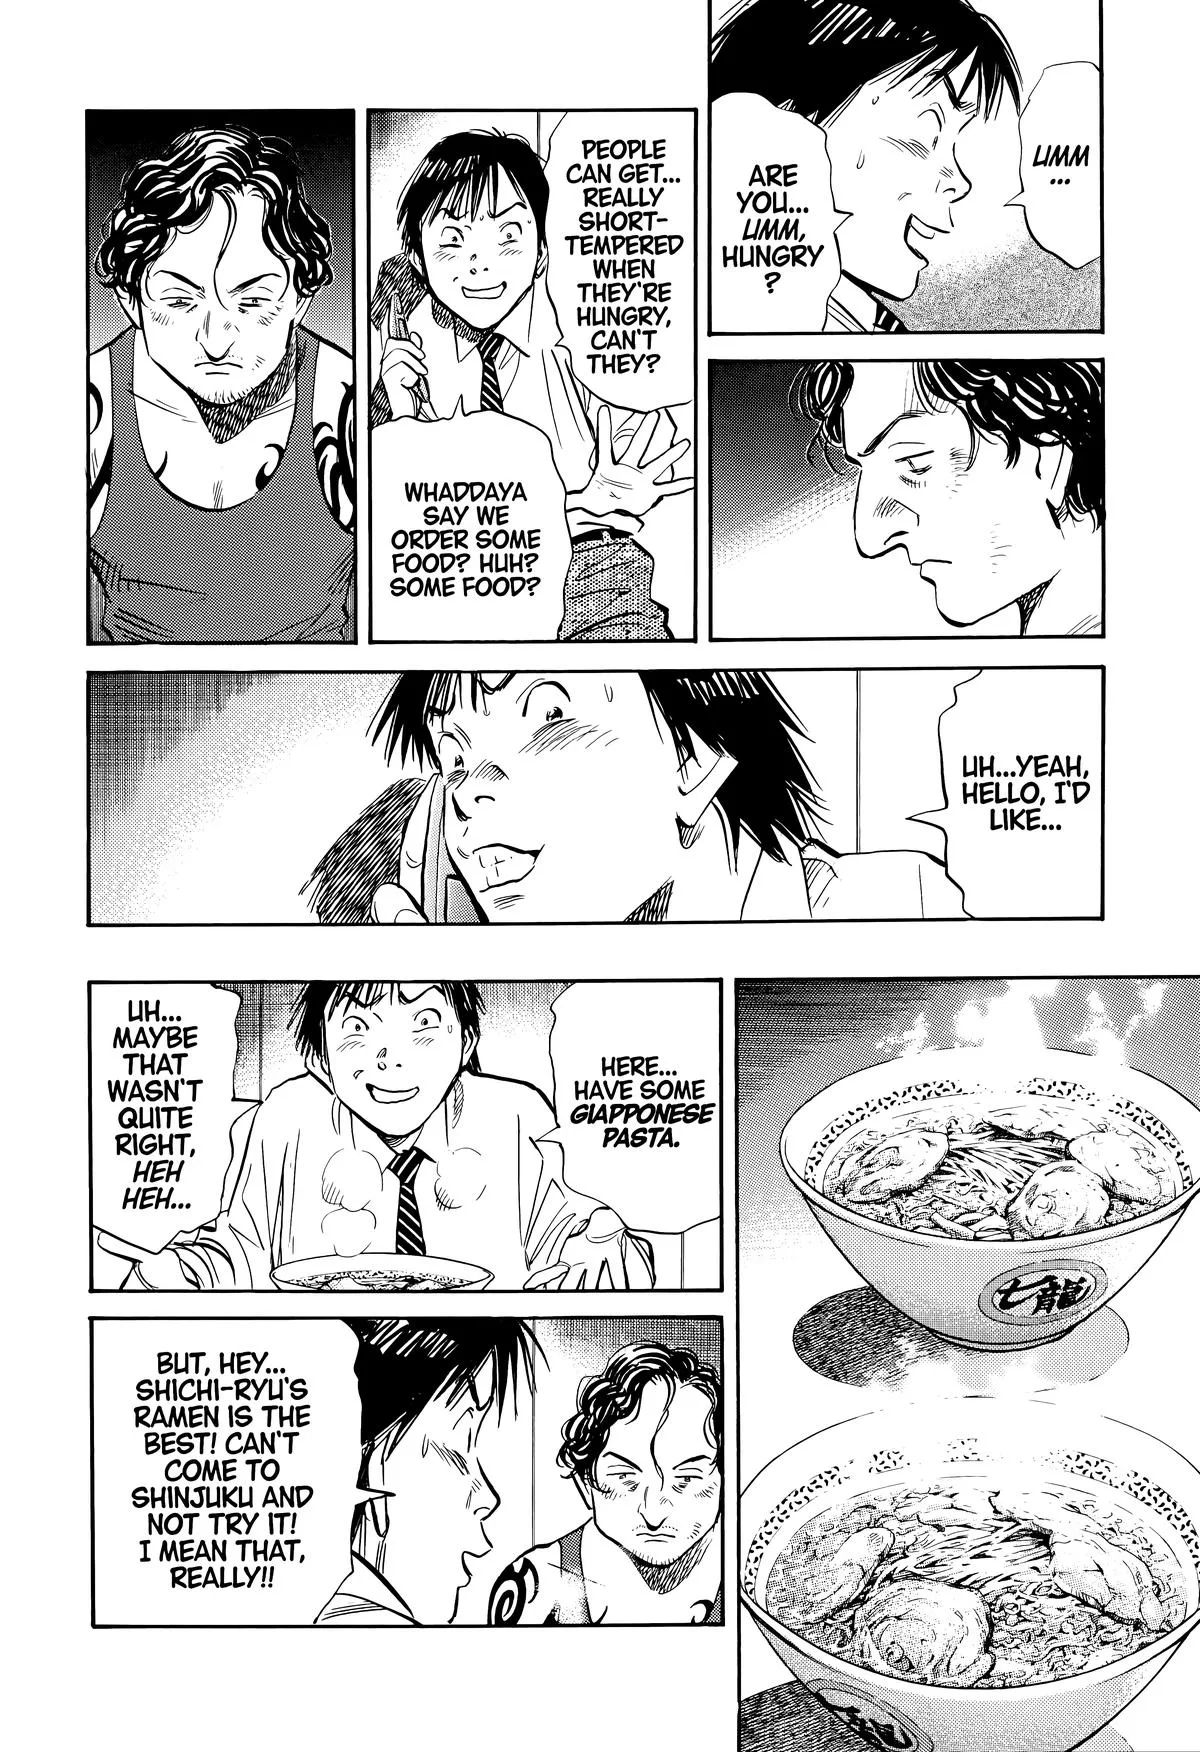 UMM
...
ARE
YOU...
UMM,
HUNGRY
?
PEOPLE
CAN GET...
REALLY
SHORT-
TEMPERED
WHEN
THEY'RE
HUNGRY,
CAN'T
THEY?
WHADDAYA
SAY WE
ORDER SOME
FOOD? HUH?
SOME FOOD?
UH...YEAH,
HELLO, I'D
LIKE...
七龍
HERE...
HAVE SOME
GIAPPONESE
PASTA.
UH...
MAYBE
THAT
WASN'T
QUITE
RIGHT,
HEH
HEH...
BUT, HEY...
SHICHI-RYU'S
RAMEN IS THE
BEST! CAN'T
COME TO
SHINJUKU AND
NOT TRY IT!
I MEAN THAT,
REALLY!!